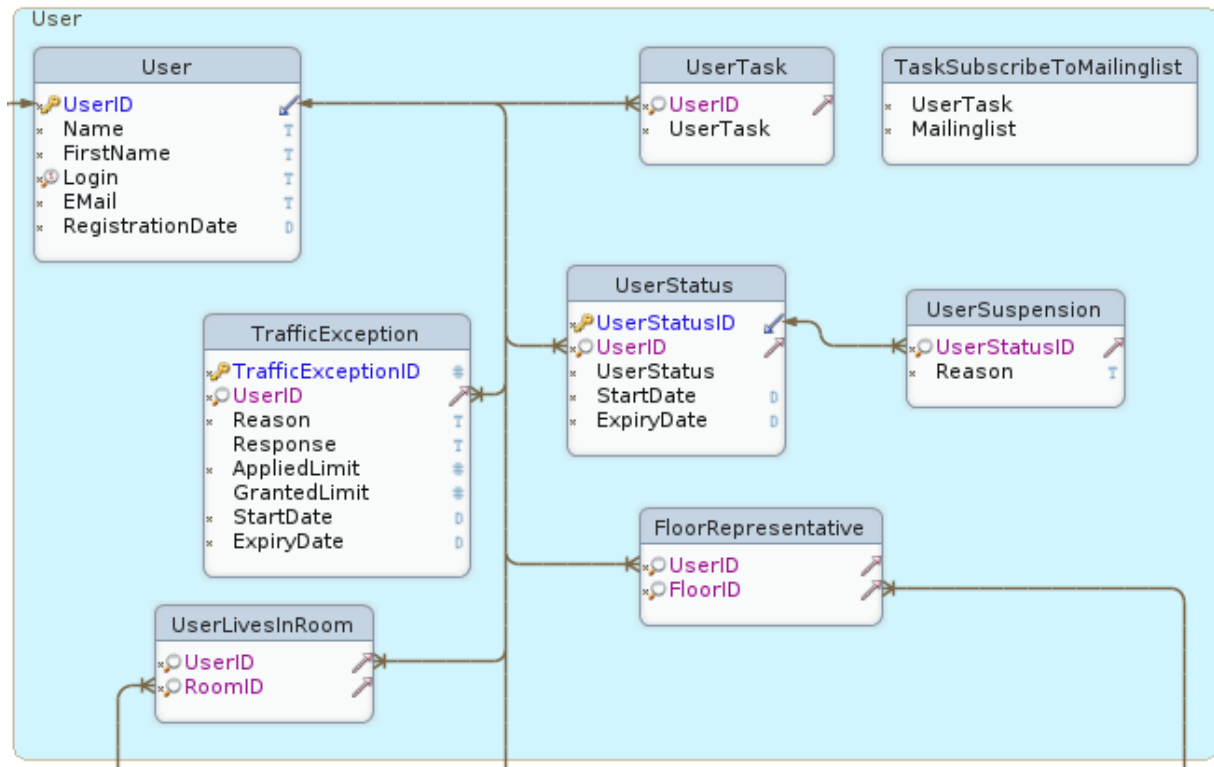 User
User
UserID
Name T
FirstName T
Login T
EMail T
RegistrationDate D
UserTask
UserID
UserTask
TaskSubscribeToMailinglist
UserTask
Mailinglist
UserStatus
UserStatusID
UserID
UserStatus
StartDate D
ExpiryDate D
UserSuspension
UserStatusID
Reason T
TrafficException
TrafficExceptionID #
UserID
Reason T
Response T
AppliedLimit #
GrantedLimit #
StartDate D
ExpiryDate D
FloorRepresentative
UserID
FloorID
UserLivesInRoom
UserID
RoomID